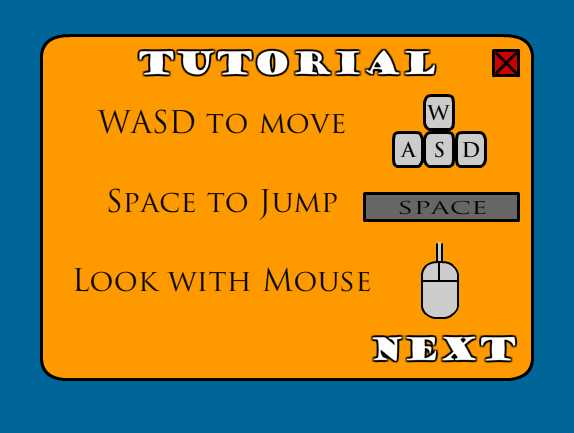 TUTORIAL
WASD TO MOVE
W
A S D
SPACE TO JUMP
SPACE
LOOK WITH MOUSE
NEXT